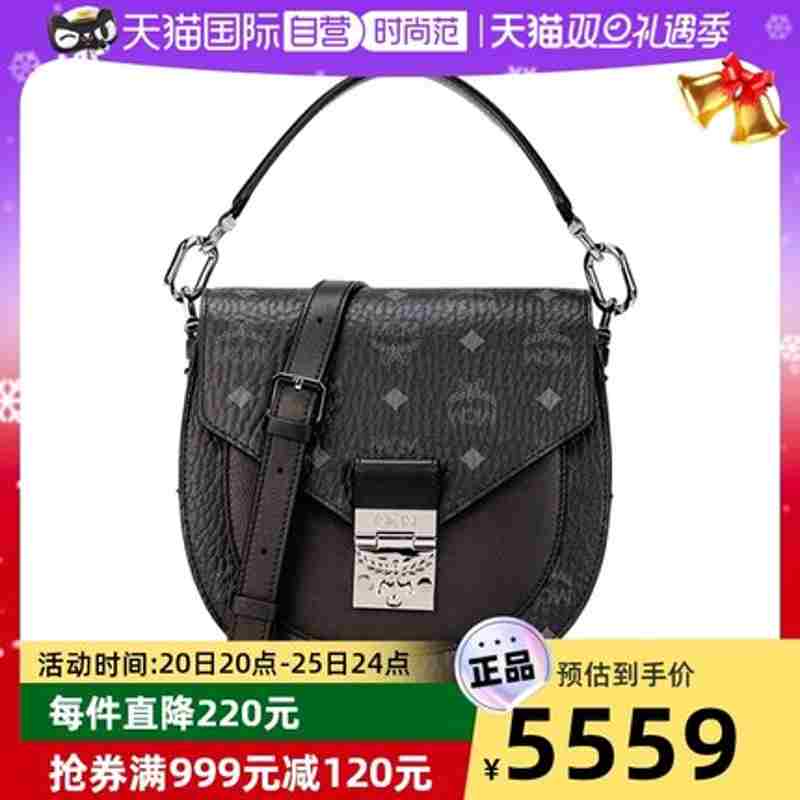 天猫国际 自营 时尚范 天猫双旦礼遇季
正品
活动时间:20日20点-25日24点
预估到手价
每件直降220元
¥5559
抢券满999元减120元